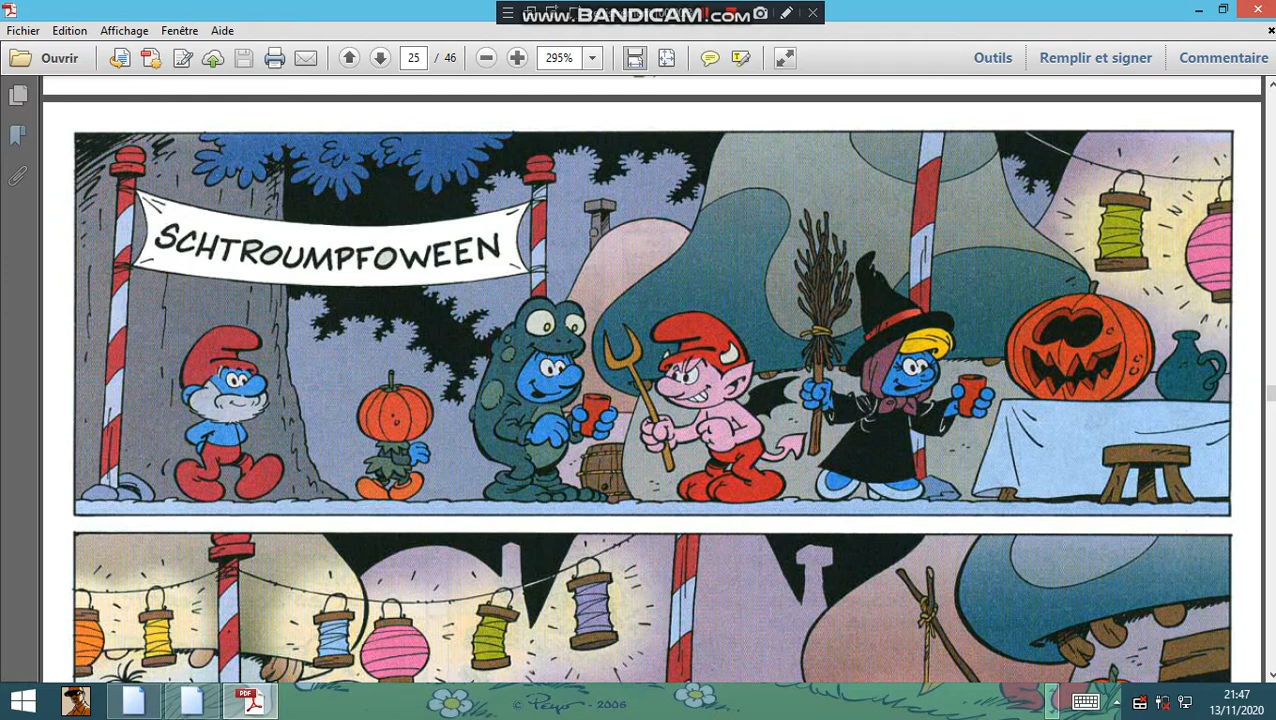 www.BANDICAM.com
Fichier Edition Affichage Fenêtre Aide
Ouvrir 25 / 46 295% Outils Remplir et signer Commentaire
SCHTROUMPFOWEEN
PDF
© Peyo - 2006
21:47
13/11/2020